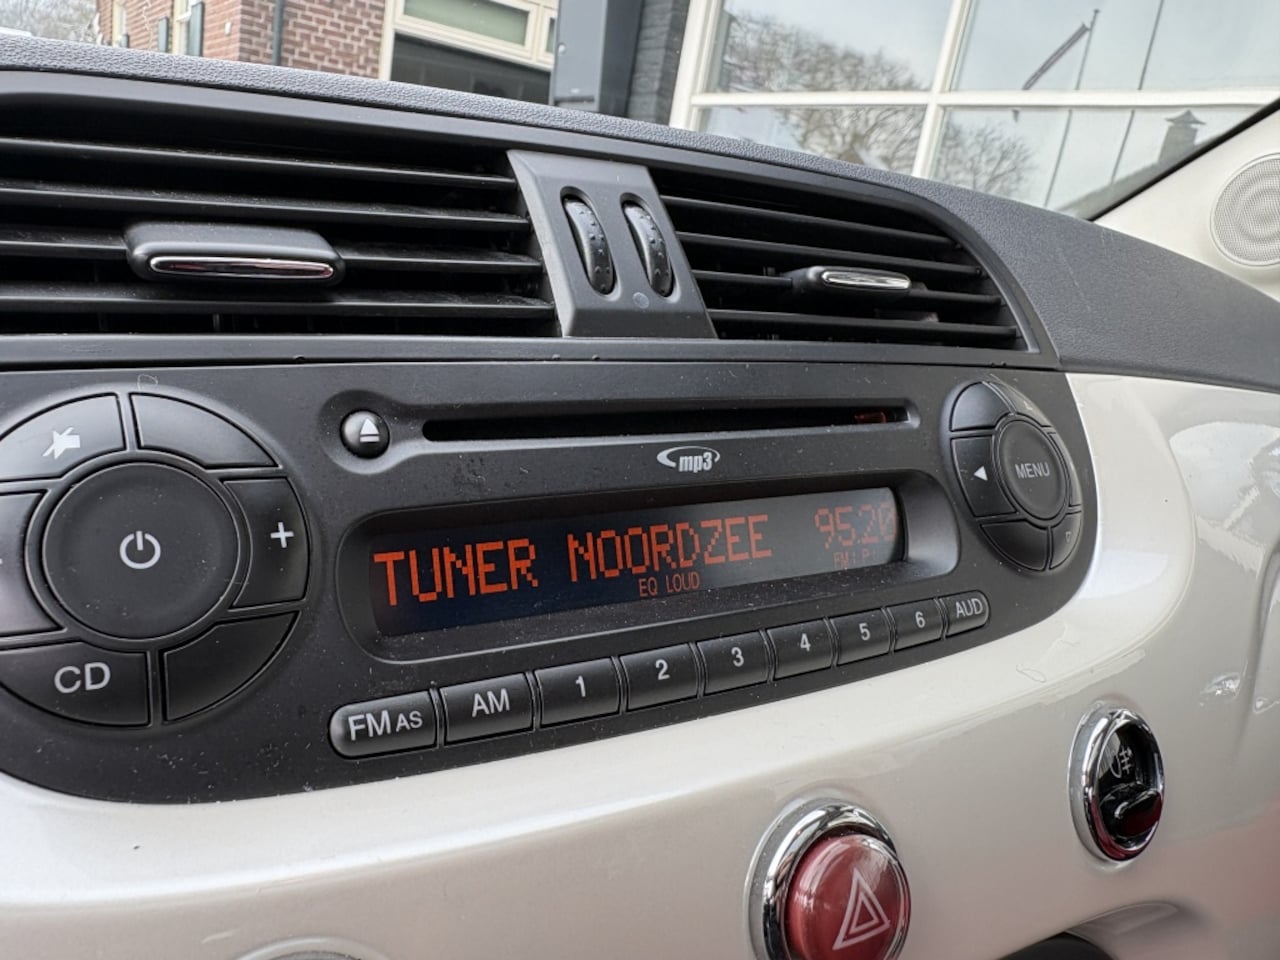 mp3
MENU
TUNER NOORDZEE 95.20
EQ LOUD
CD
FM AS AM 1 2 3 4 5 6 AUD